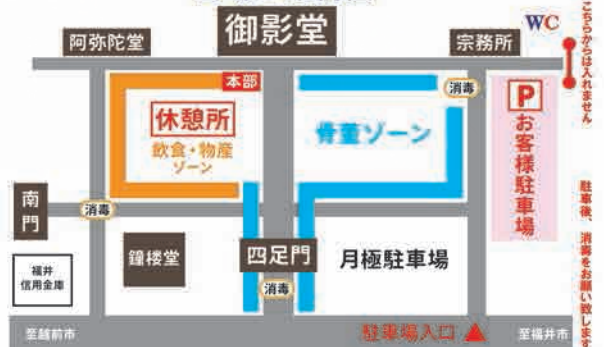 御影堂
阿弥陀堂
宗務所
WC
こちらからは入れません
本部
消毒
P
お客様駐車場
休憩所
飲食・物産
ゾーン
骨董ゾーン
南門
消毒
鐘楼堂
四足門
月極駐車場
消毒
福井
信用金庫
駐車後、消毒をお願い致します
至越前市
駐車場入口
至福井市